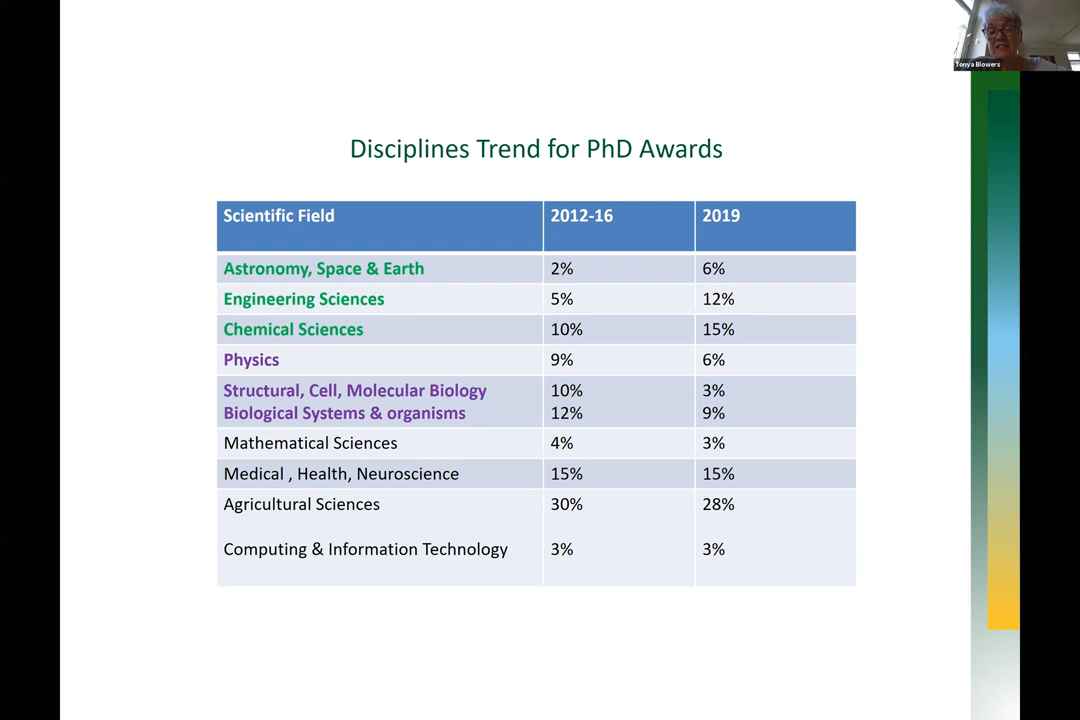 Tonya Blowers
Disciplines Trend for PhD Awards
Scientific Field 2012-16 2019
Astronomy, Space & Earth 2% 6%
Engineering Sciences 5% 12%
Chemical Sciences 10% 15%
Physics 9% 6%
Structural, Cell, Molecular Biology 10% 3%
Biological Systems & organisms 12% 9%
Mathematical Sciences 4% 3%
Medical , Health, Neuroscience 15% 15%
Agricultural Sciences 30% 28%
Computing & Information Technology 3% 3%